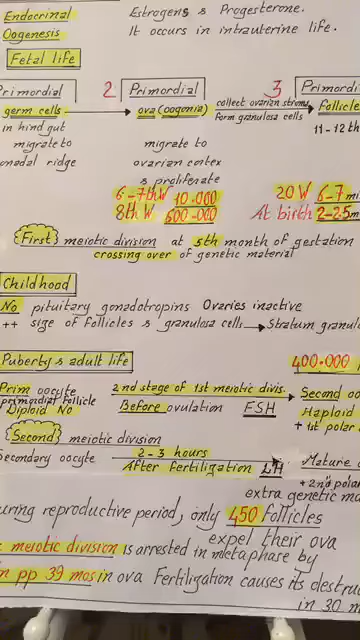 Endocrinal Estrogens & Progesterone.
Oogenesis It occurs in intrauterine life.
Fetal life
Primordial 2 Primordial 3 Primordi
germ cells ova (oogonia) collect ovarian stroma Follicle
form granulosa cells
in hind gut 11-12th
migrate to migrate to
gonadal ridge ovarian cortex
& proliferate
6-7th W 10.000 20 W 6-7 mi
8th W 600.000 At birth 2-2.5 m
First meiotic division at 5th month of gestation
crossing over of genetic material
Childhood
No pituitary gonadotropins Ovaries inactive
++ size of follicles & granulosa cells → Stratum granul
Puberty & adult life 400.000
Prim oocyte 2nd stage of 1st meiotic divis. Second oo
primordial follicle
Diploid No Before ovulation FSH Haploid
+ 1st polar
Second meiotic division
Secondary oocyte 2-3 hours Mature
After fertilization LH + 2nd polar
extra genetic ma
uring reproductive period, only 450 follicles
expel their ova
meiotic division is arrested in metaphase by
in pp 39 mos in ova Fertilization causes its destruc
in 30 m